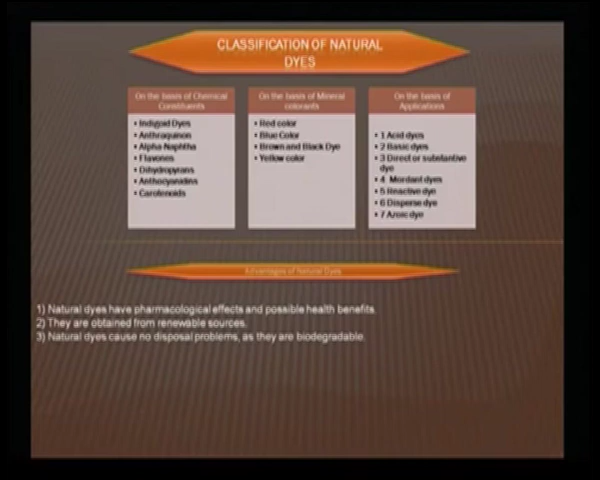 CLASSIFICATION OF NATURAL
DYES
On the basis of Chemical
Constituents
• Indigoid Dyes
• Anthraquinon
• Alpha Naphtha
• Flavones
• Dihydropyrans
• Anthocyanidins
• Carotenoids
On the basis of Mineral
colorants
• Red color
• Blue Color
• Brown and Black Dye
• Yellow color
On the basis of
Applications
• 1 Acid dyes
• 2 Basic dyes
• 3 Direct or substantive
dye
• 4 Mordant dyes
• 5 Reactive dye
• 6 Disperse dye
• 7 Azoic dye
Advantages of Natural Dyes
1) Natural dyes have pharmacological effects and possible health benefits.
2) They are obtained from renewable sources.
3) Natural dyes cause no disposal problems, as they are biodegradable.